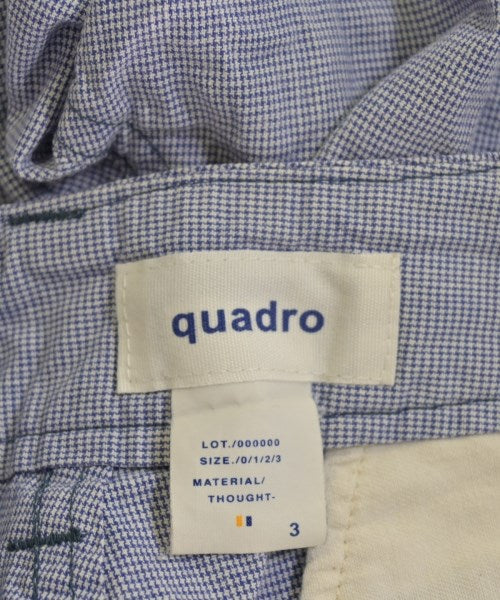 quadro
LOT./000000
SIZE./0/1/2/3
MATERIAL/
THOUGHT-
3